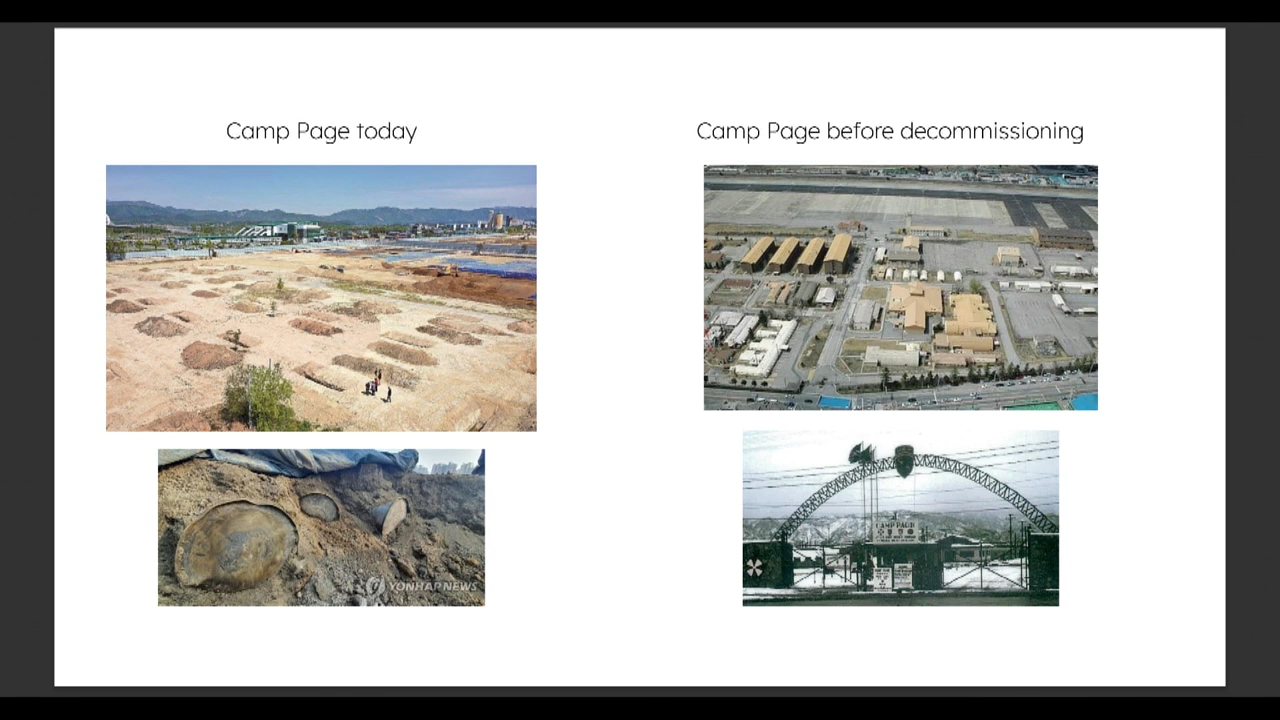 Camp Page today
Camp Page before decommissioning
YONHAP NEWS
CAMP PAGE